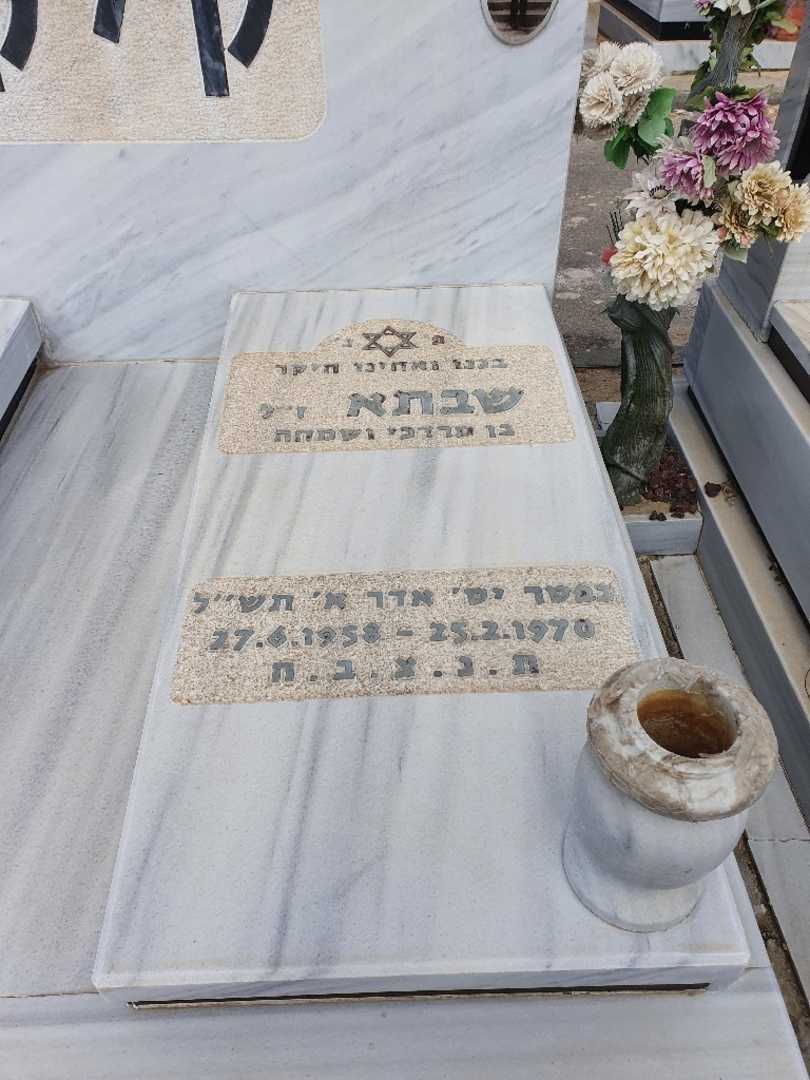 פ נ׳
בננו ואחינו היקר
שבתא ז״ל
בן מרדכי ושמחה
נפטר יט׳ אדר א׳ תש״ל
27.6.1958 - 25.2.1970
ת.נ.צ.ב.ה